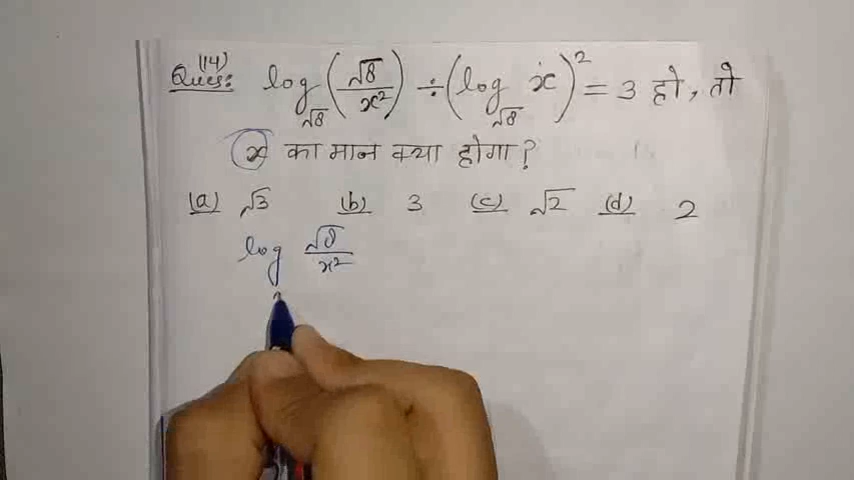 (14)
Ques: log_√8 (√8/x²) ÷ (log_√8 x)² = 3 हो, तो
x का मान क्या होगा?
(a) √3 (b) 3 (c) √2 (d) 2
log √8/x²